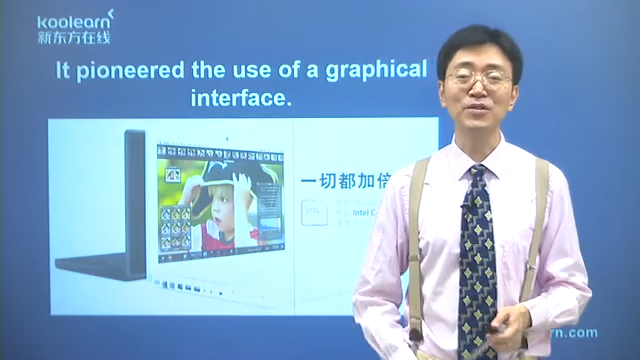 koolearn
新东方在线
It pioneered the use of a graphical
interface.
一切都加倍
Intel C
rn.com